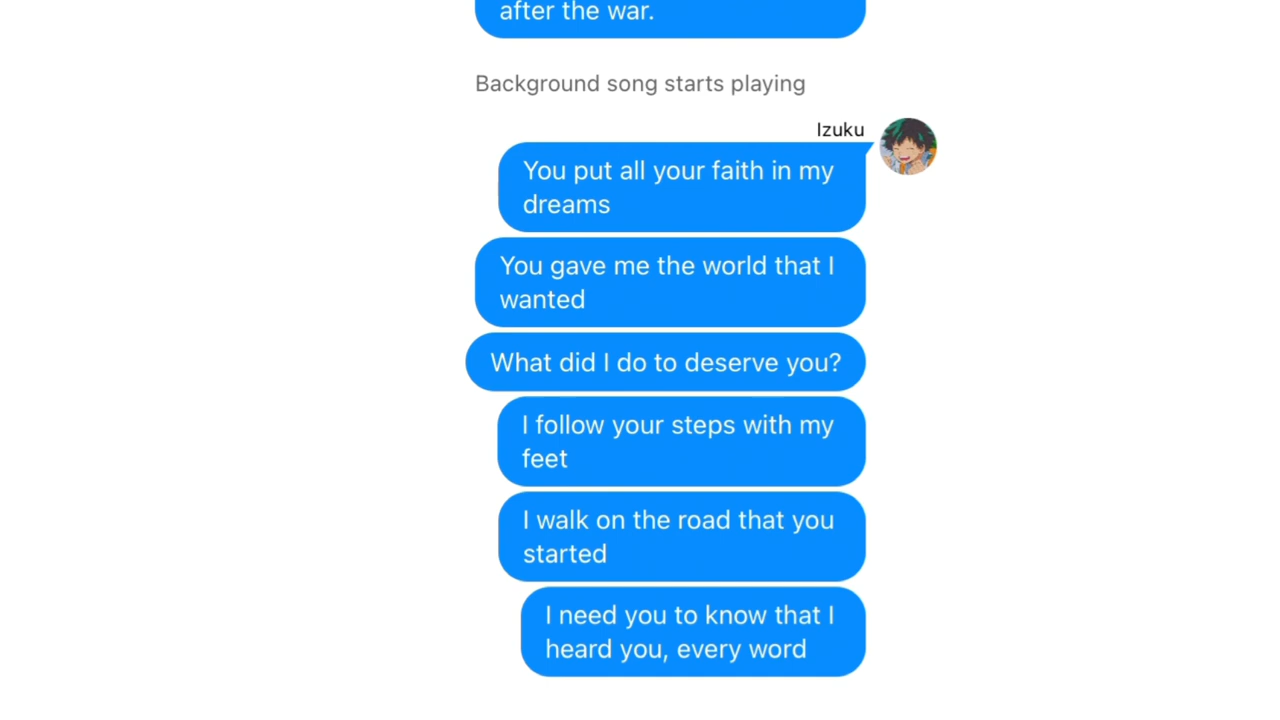 after the war.
Background song starts playing
Izuku
You put all your faith in my
dreams
You gave me the world that I
wanted
What did I do to deserve you?
I follow your steps with my
feet
I walk on the road that you
started
I need you to know that I
heard you, every word